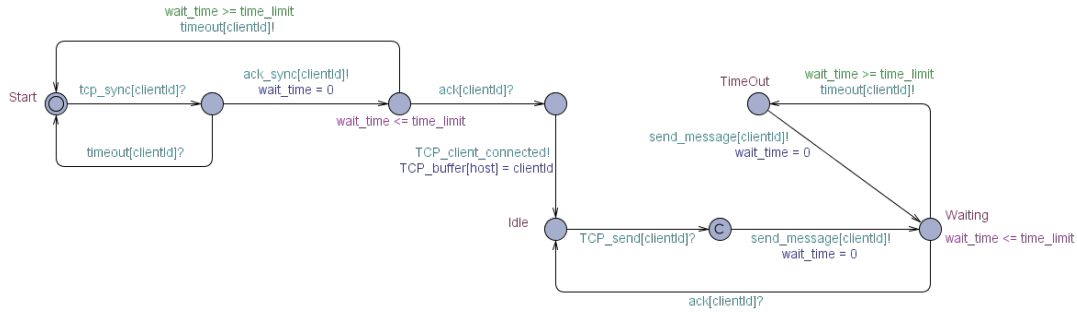 wait_time >= time_limit
timeout[clientId]!
Start
tcp_sync[clientId]?
ack_sync[clientId]!
wait_time = 0
ack[clientId]?
wait_time <= time_limit
timeout[clientId]?
TCP_client_connected!
TCP_buffer[host] = clientId
TimeOut
wait_time >= time_limit
timeout[clientId]!
send_message[clientId]!
wait_time = 0
Idle
TCP_send[clientId]?
C
send_message[clientId]!
wait_time = 0
Waiting
wait_time <= time_limit
ack[clientId]?